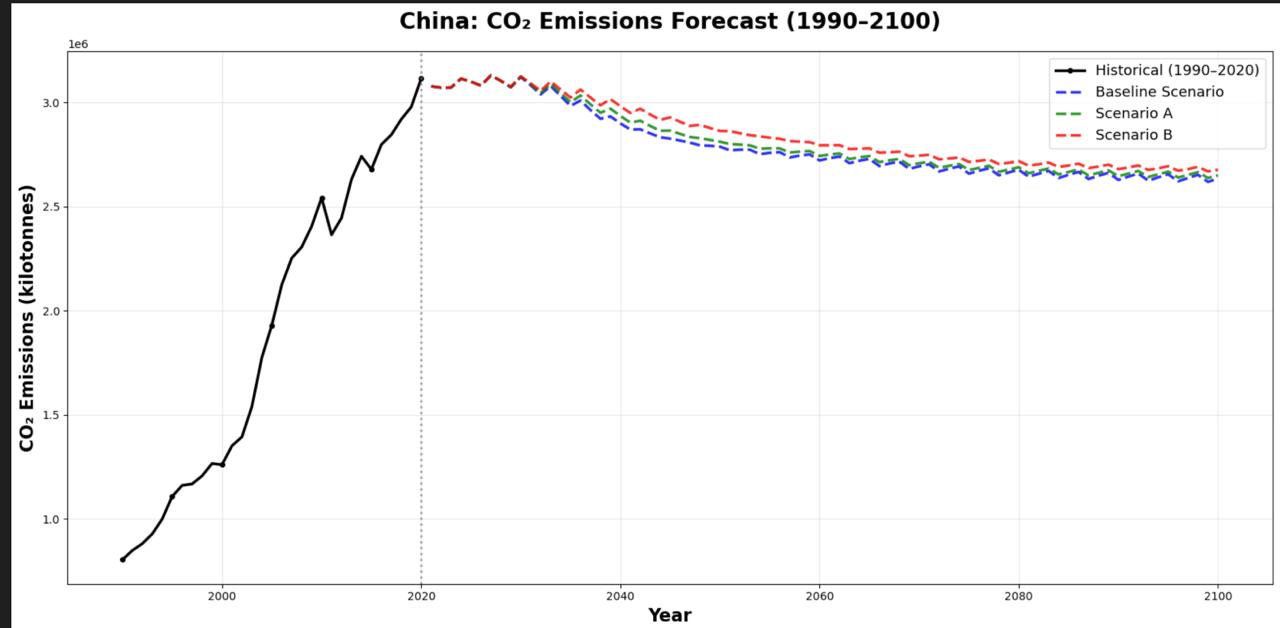 China: CO₂ Emissions Forecast (1990–2100)
1e6
Historical (1990–2020)
Baseline Scenario
Scenario A
Scenario B
3.0
2.5
2.0
1.5
1.0
CO₂ Emissions (kilotonnes)
2000
2020
2040
2060
2080
2100
Year